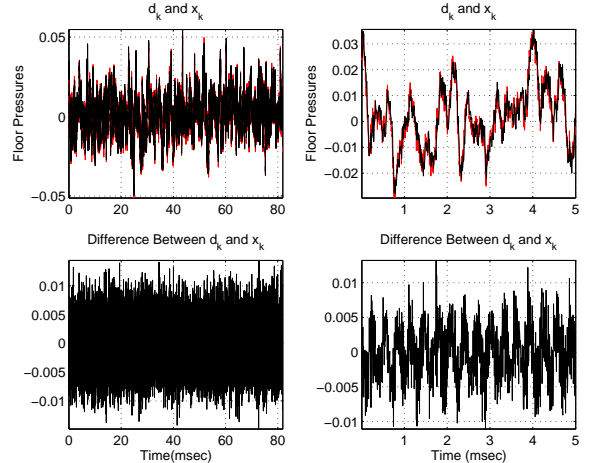 d_k and x_k
Floor Pressures
0.05
0
−0.05
0 20 40 60 80
d_k and x_k
Floor Pressures
0.03
0.02
0.01
0
−0.01
−0.02
1 2 3 4 5
Difference Between d_k and x_k
0.01
0.005
0
−0.005
−0.01
0 20 40 60 80
Time(msec)
Difference Between d_k and x_k
0.01
0.005
0
−0.005
−0.01
1 2 3 4 5
Time (msec)